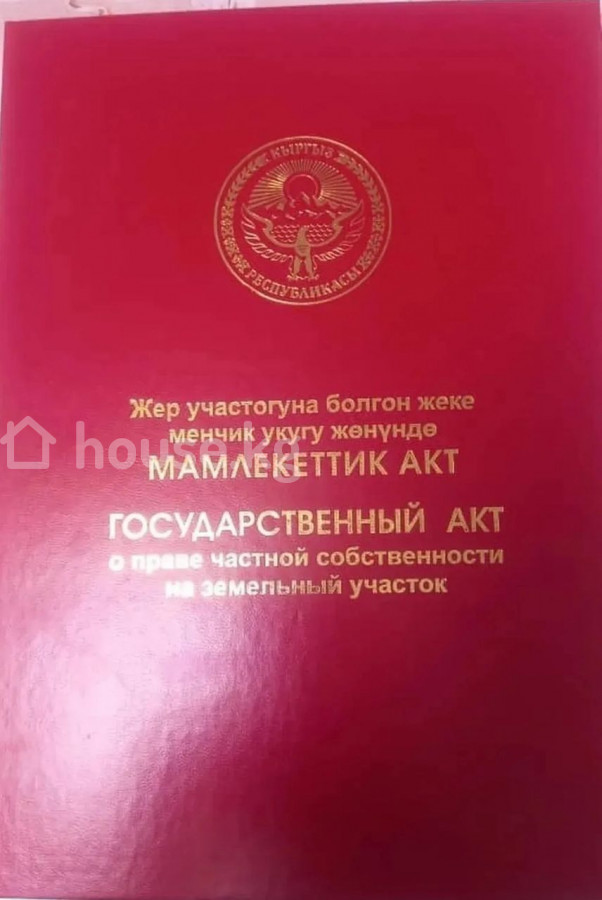 КЫРГЫЗ
РЕСПУБЛИКАСЫ
Жер участогуна болгон жеке
менчик укугу жөнүндө
МАМЛЕКЕТТИК АКТ
ГОСУДАРСТВЕННЫЙ АКТ
о праве частной собственности
на земельный участок
house.kg